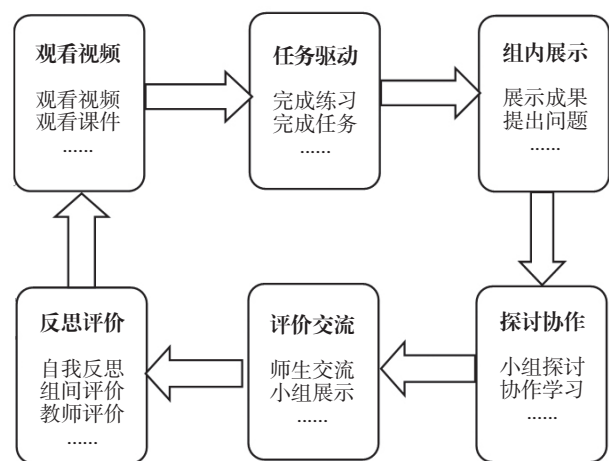 观看视频
观看视频
观看课件
......
任务驱动
完成练习
完成任务
......
组内展示
展示成果
提出问题
......
探讨协作
小组探讨
协作学习
......
评价交流
师生交流
小组展示
......
反思评价
自我反思
组间评价
教师评价
......